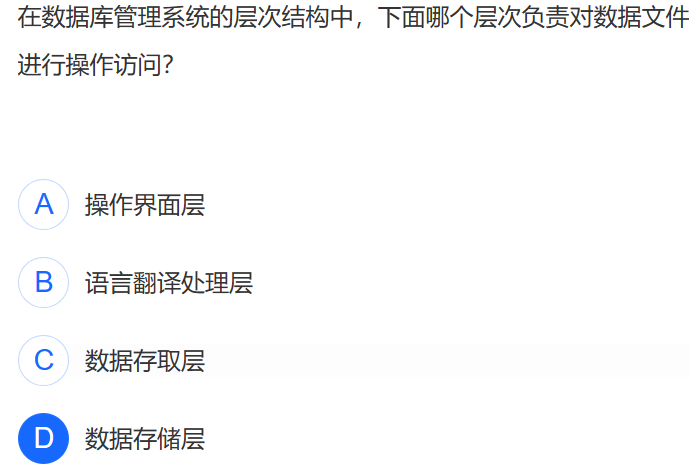 在数据库管理系统的层次结构中，下面哪个层次负责对数据文件
进行操作访问？
A 操作界面层
B 语言翻译处理层
C 数据存取层
D 数据存储层